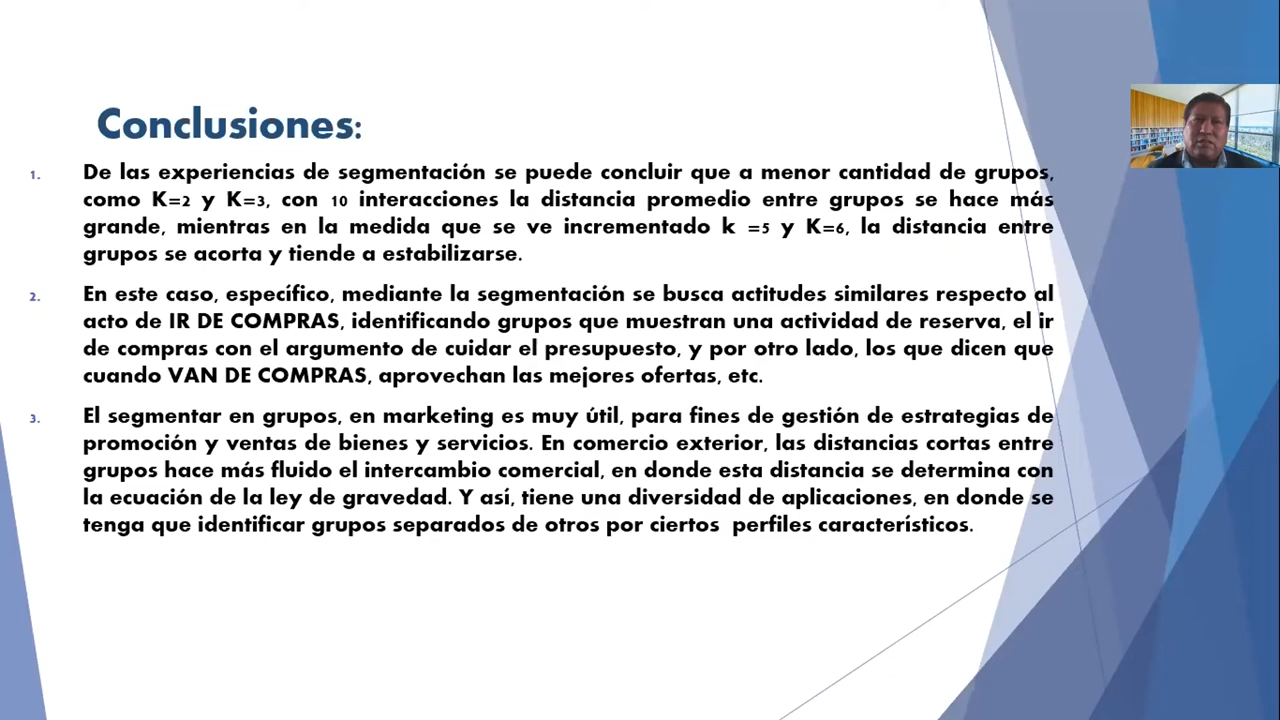 Conclusiones:
1. De las experiencias de segmentación se puede concluir que a menor cantidad de grupos,
como K=2 y K=3, con 10 interacciones la distancia promedio entre grupos se hace más
grande, mientras en la medida que se ve incrementado k =5 y K=6, la distancia entre
grupos se acorta y tiende a estabilizarse.
2. En este caso, específico, mediante la segmentación se busca actitudes similares respecto al
acto de IR DE COMPRAS, identificando grupos que muestran una actividad de reserva, el ir
de compras con el argumento de cuidar el presupuesto, y por otro lado, los que dicen que
cuando VAN DE COMPRAS, aprovechan las mejores ofertas, etc.
3. El segmentar en grupos, en marketing es muy útil, para fines de gestión de estrategias de
promoción y ventas de bienes y servicios. En comercio exterior, las distancias cortas entre
grupos hace más fluido el intercambio comercial, en donde esta distancia se determina con
la ecuación de la ley de gravedad. Y así, tiene una diversidad de aplicaciones, en donde se
tenga que identificar grupos separados de otros por ciertos perfiles característicos.